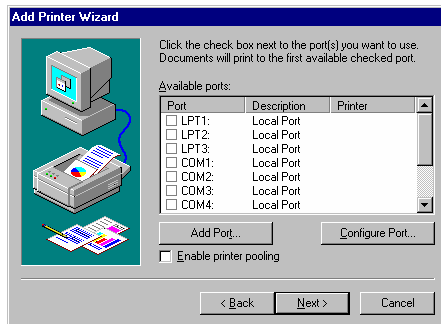 Add Printer Wizard
Click the check box next to the port(s) you want to use.
Documents will print to the first available checked port.
Available ports:
Port Description Printer
LPT1: Local Port
LPT2: Local Port
LPT3: Local Port
COM1: Local Port
COM2: Local Port
COM3: Local Port
COM4: Local Port
Add Port... Configure Port...
Enable printer pooling
< Back Next > Cancel